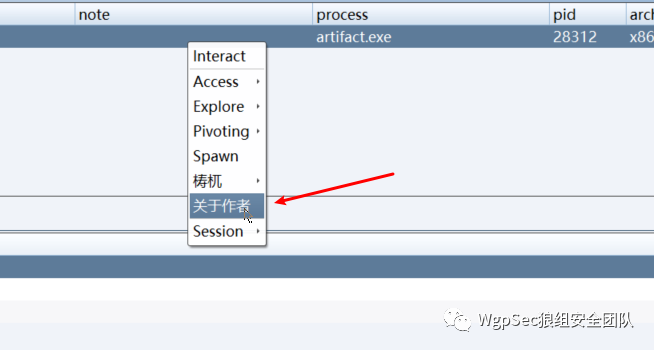 note process pid arch
artifact.exe 28312 x86
Interact
Access
Explore
Pivoting
Spawn
梼杌
关于作者
Session
WgpSec狼组安全团队